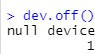 > dev.off()
null device
1